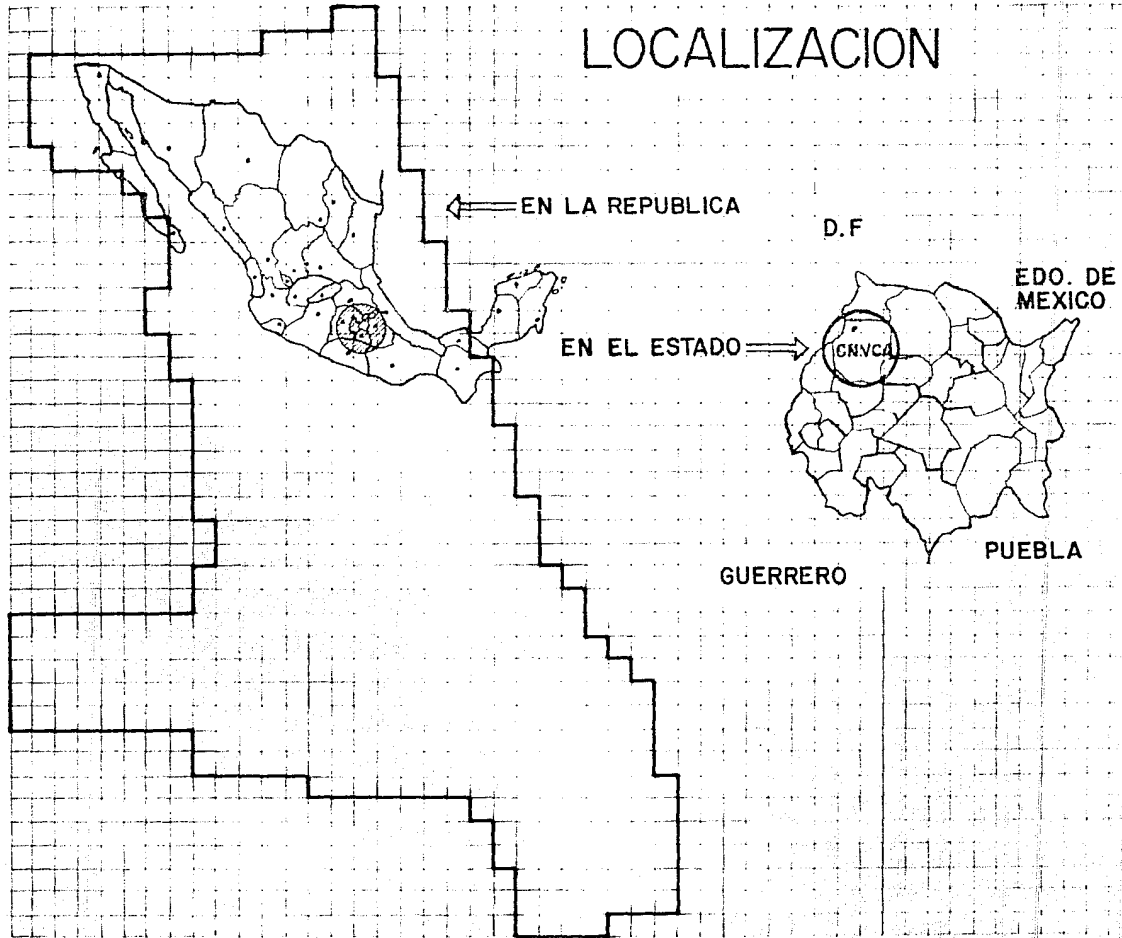 LOCALIZACION
EN LA REPUBLICA
D.F
EDO. DE
MEXICO
EN EL ESTADO
CNVCA
PUEBLA
GUERRERO